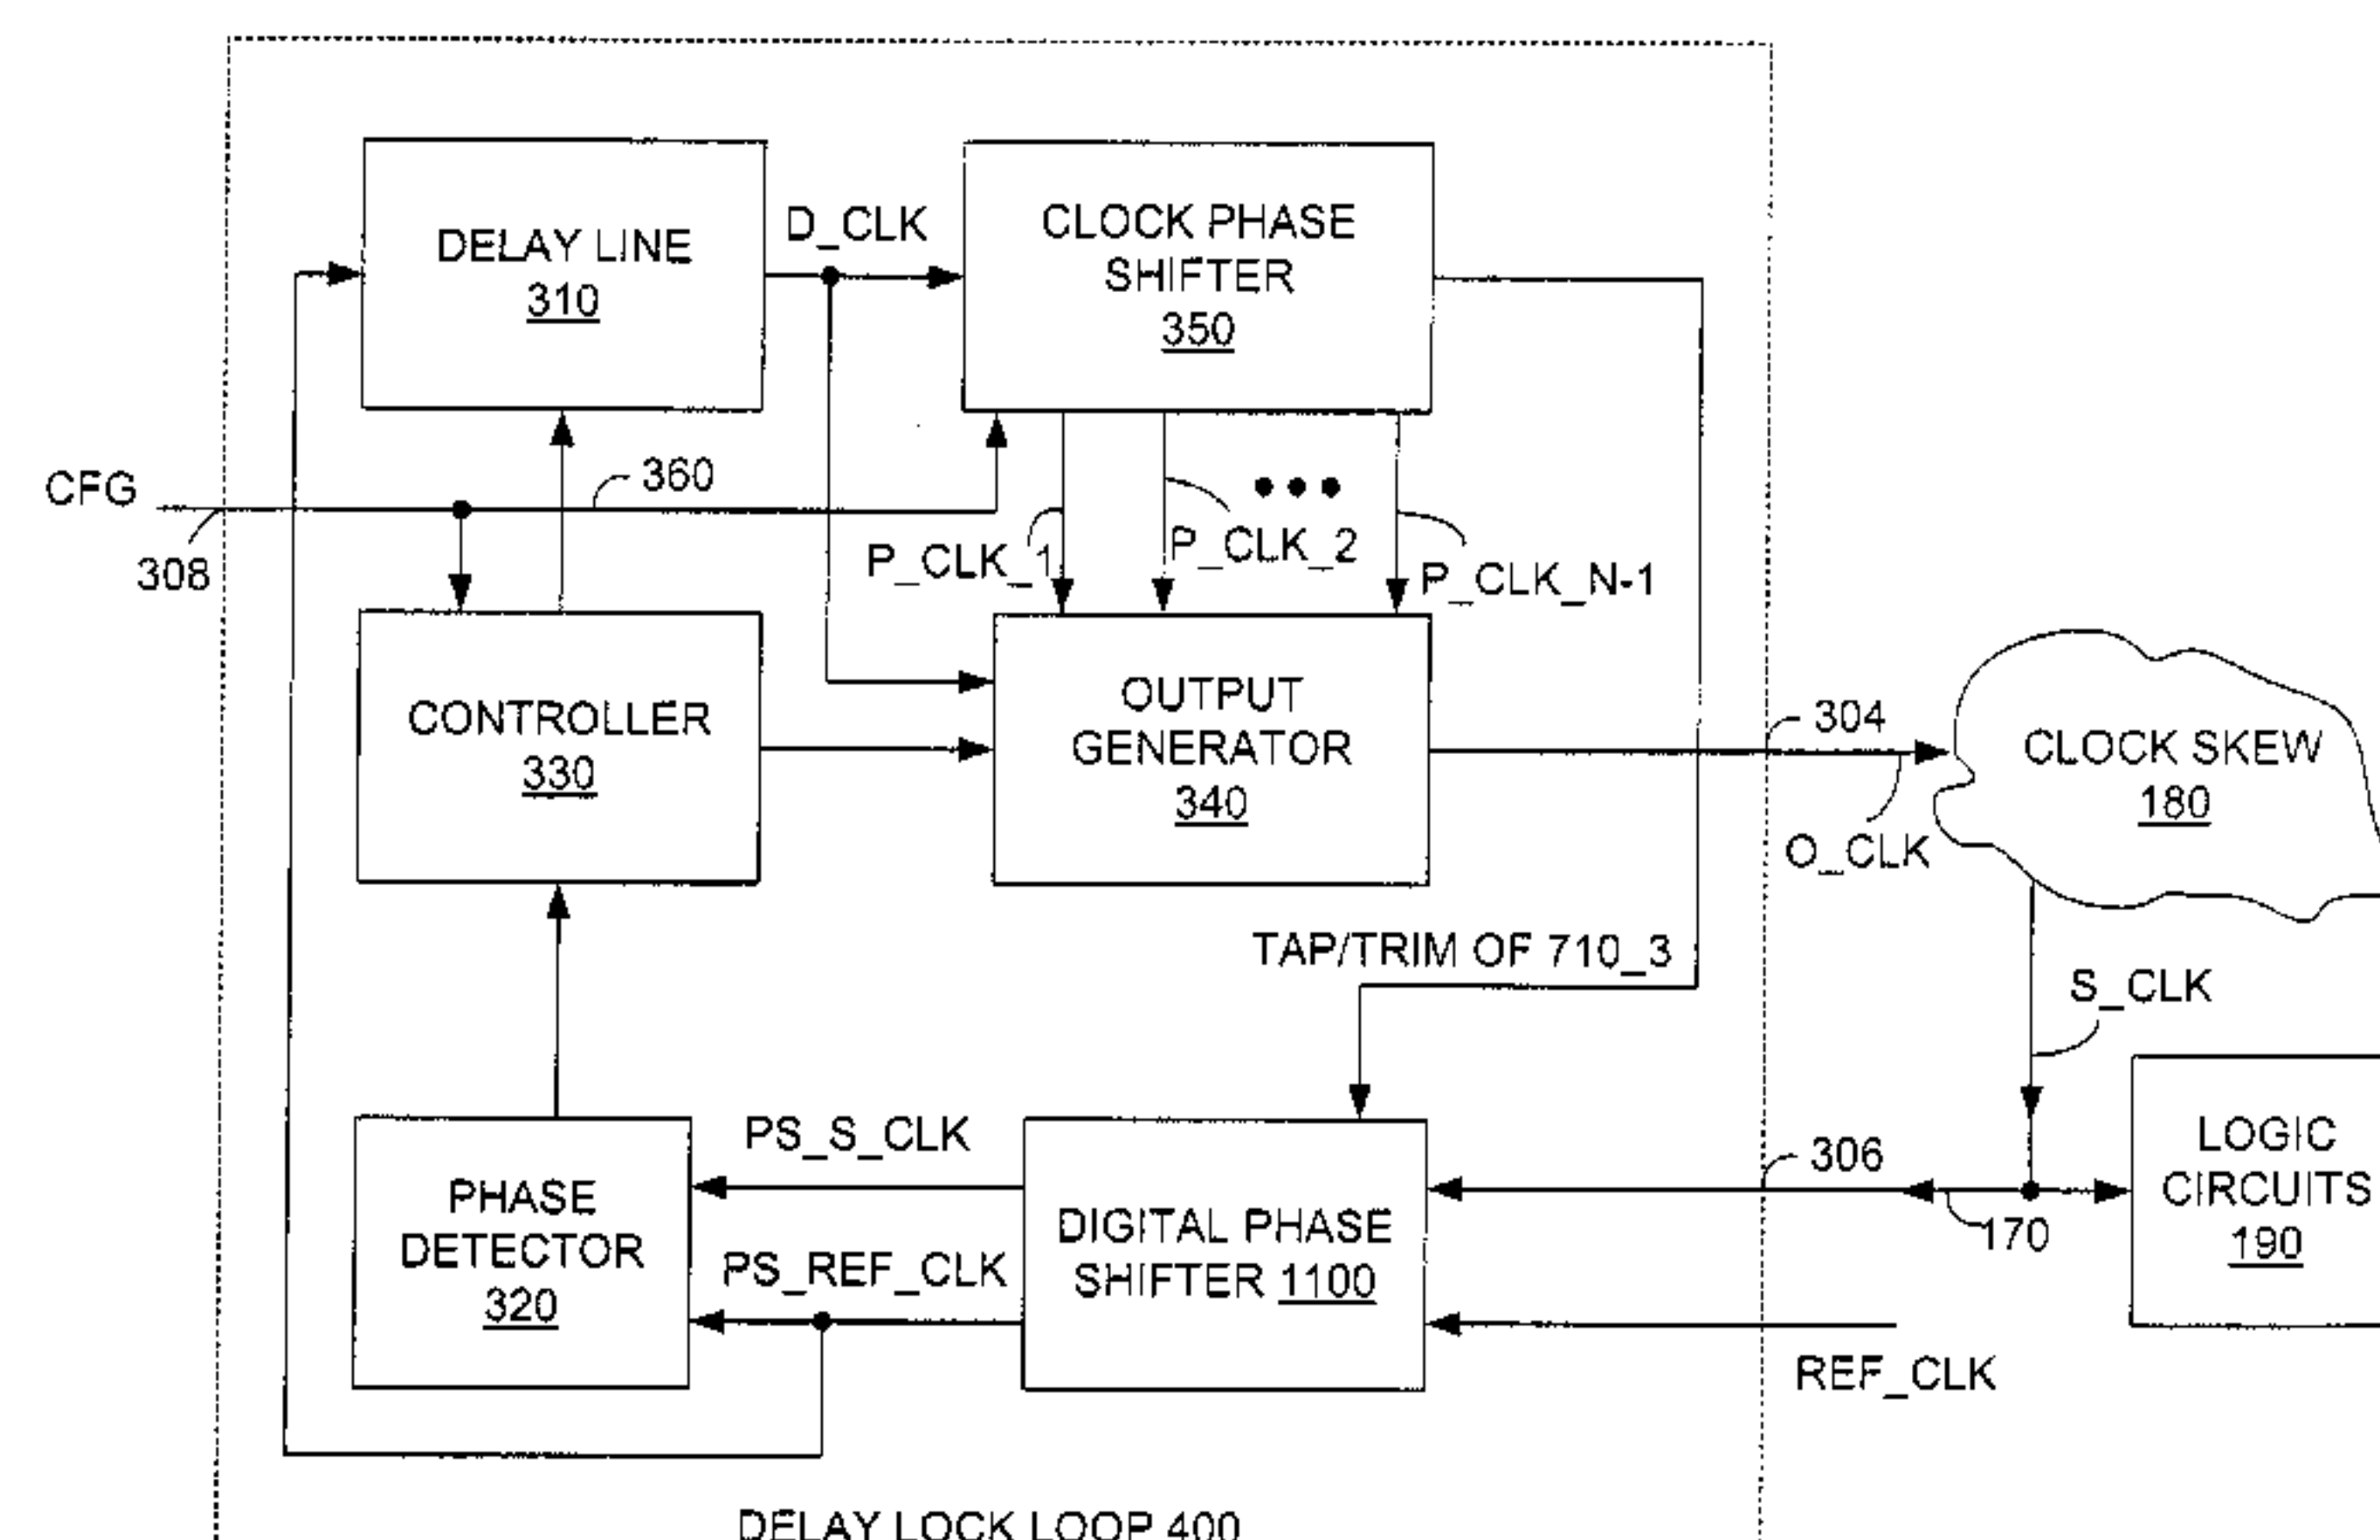 DELAY LINE
310
D_CLK
CLOCK PHASE
SHIFTER
350
CFG
308
360
P_CLK_1
P_CLK_2
P_CLK_N-1
CONTROLLER
330
OUTPUT
GENERATOR
340
304
O_CLK
CLOCK SKEW
180
TAP/TRIM OF 710_3
S_CLK
PHASE
DETECTOR
320
PS_S_CLK
PS_REF_CLK
DIGITAL PHASE
SHIFTER 1100
306
170
LOGIC
CIRCUITS
190
REF_CLK
DELAY LOCK LOOP 400